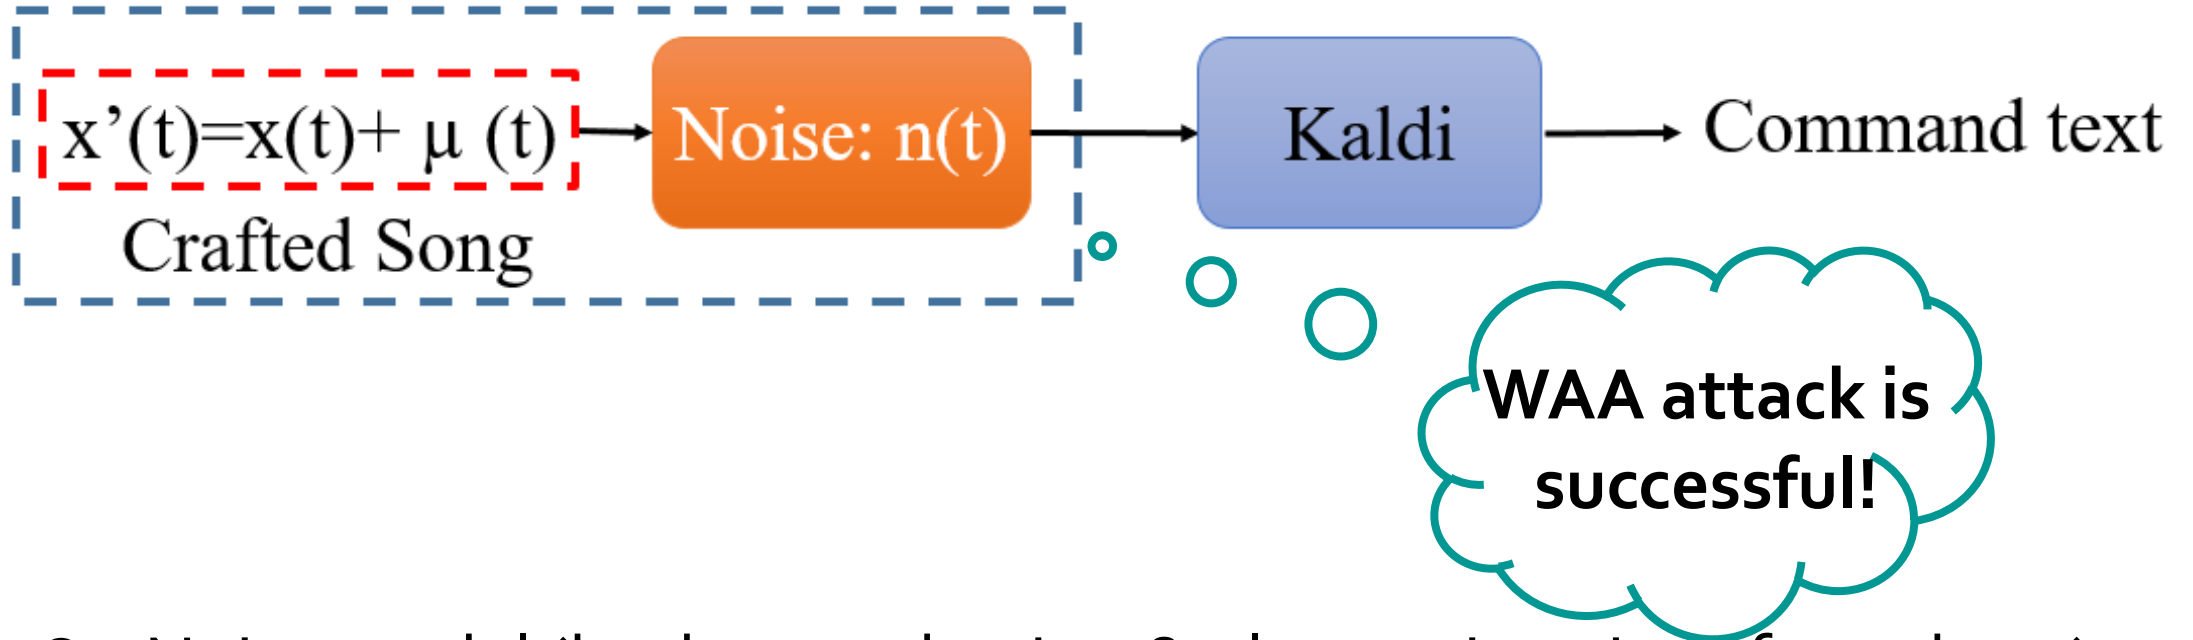 x'(t)=x(t)+ μ (t)
Noise: n(t)
Kaldi
Command text
Crafted Song
WAA attack is
successful!